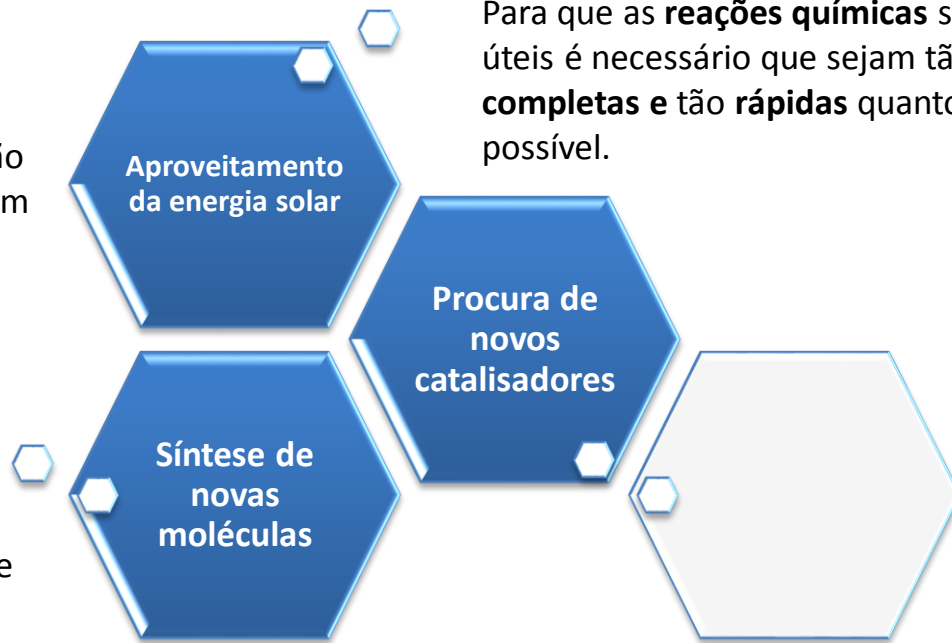 Para que as reações químicas s
úteis é necessário que sejam tã
completas e tão rápidas quanto
possível.
ão
m
Aproveitamento
da energia solar
Procura de
novos
catalisadores
Síntese de
novas
moléculas
e